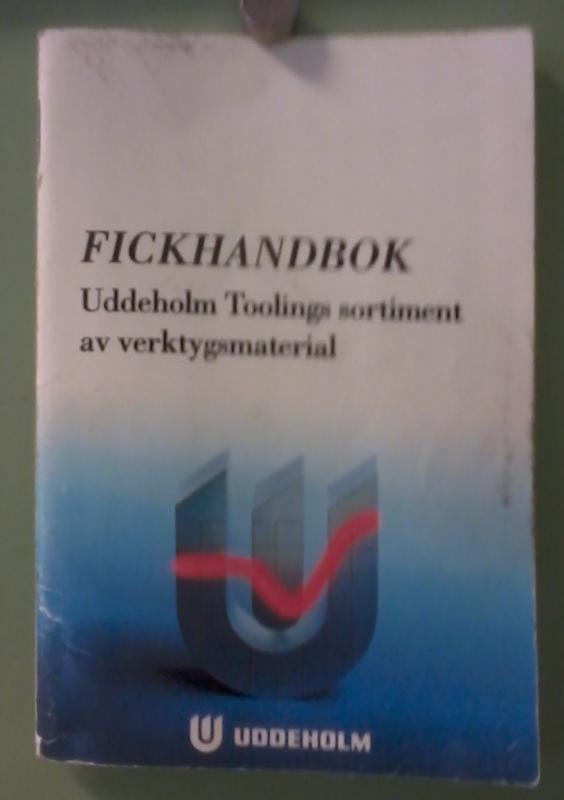 FICKHANDBOK
Uddeholm Toolings sortiment
av verktygsmaterial
UDDEHOLM